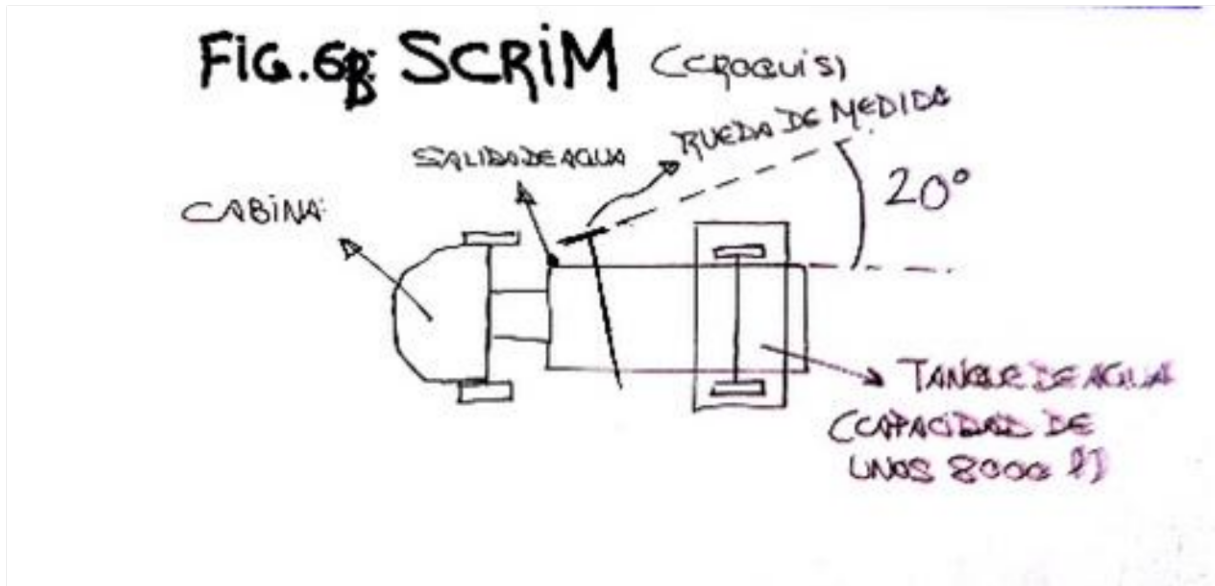 FIG.6B: SCRIM (CROQUIS)
RUEDA DE MEDIDA
SALIDA DE AGUA
20°
CABINA
TANQUE DE AGUA
(CAPACIDAD DE
UNOS 8000 l)